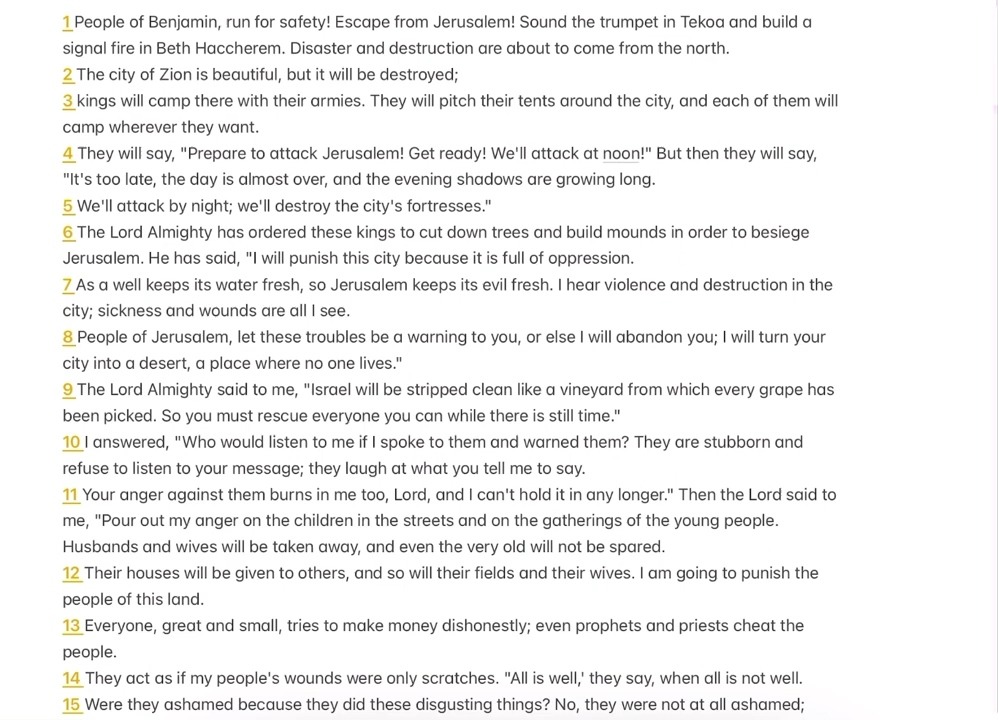 1 People of Benjamin, run for safety! Escape from Jerusalem! Sound the trumpet in Tekoa and build a
signal fire in Beth Haccherem. Disaster and destruction are about to come from the north.
2 The city of Zion is beautiful, but it will be destroyed;
3 kings will camp there with their armies. They will pitch their tents around the city, and each of them will
camp wherever they want.
4 They will say, "Prepare to attack Jerusalem! Get ready! We'll attack at noon!" But then they will say,
"It's too late, the day is almost over, and the evening shadows are growing long.
5 We'll attack by night; we'll destroy the city's fortresses."
6 The Lord Almighty has ordered these kings to cut down trees and build mounds in order to besiege
Jerusalem. He has said, "I will punish this city because it is full of oppression.
7 As a well keeps its water fresh, so Jerusalem keeps its evil fresh. I hear violence and destruction in the
city; sickness and wounds are all I see.
8 People of Jerusalem, let these troubles be a warning to you, or else I will abandon you; I will turn your
city into a desert, a place where no one lives."
9 The Lord Almighty said to me, "Israel will be stripped clean like a vineyard from which every grape has
been picked. So you must rescue everyone you can while there is still time."
10 I answered, "Who would listen to me if I spoke to them and warned them? They are stubborn and
refuse to listen to your message; they laugh at what you tell me to say.
11 Your anger against them burns in me too, Lord, and I can't hold it in any longer." Then the Lord said to
me, "Pour out my anger on the children in the streets and on the gatherings of the young people.
Husbands and wives will be taken away, and even the very old will not be spared.
12 Their houses will be given to others, and so will their fields and their wives. I am going to punish the
people of this land.
13 Everyone, great and small, tries to make money dishonestly; even prophets and priests cheat the
people.
14 They act as if my people's wounds were only scratches. "All is well,' they say, when all is not well.
15 Were they ashamed because they did these disgusting things? No, they were not at all ashamed;